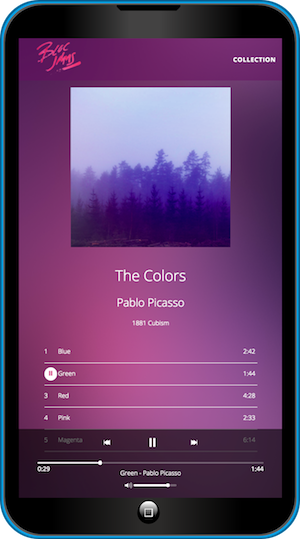 BLOC
JAMS
COLLECTION
The Colors
Pablo Picasso
1881 Cubism
1 Blue 2:42
Green 1:44
3 Red 4:28
4 Pink 2:33
5 Magenta 6:14
0:29 1:44
Green - Pablo Picasso